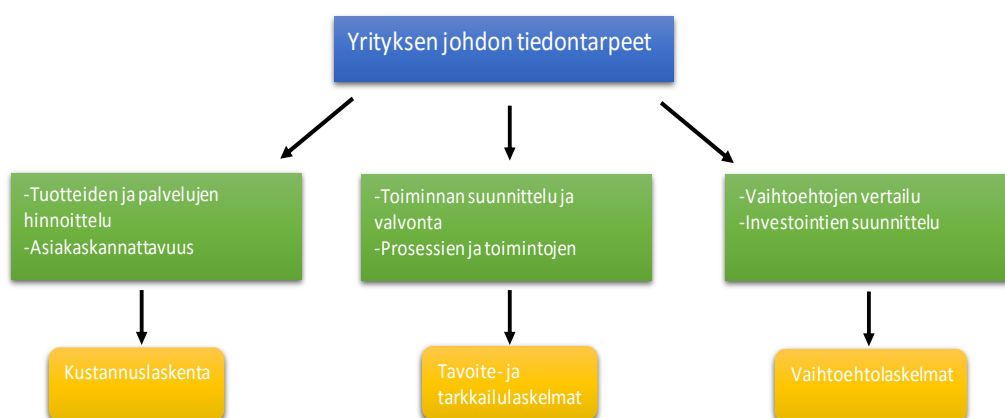 Yrityksen johdon tiedontarpeet
-Tuotteiden ja palvelujen
hinnoittelu
-Asiakaskannattavuus
-Toiminnan suunnittelu ja
valvonta
-Prosessien ja toimintojen
-Vaihtoehtojen vertailu
-Investointien suunnittelu
Kustannuslaskenta
Tavoite- ja
tarkkailulaskelmat
Vaihtoehtolaskelmat